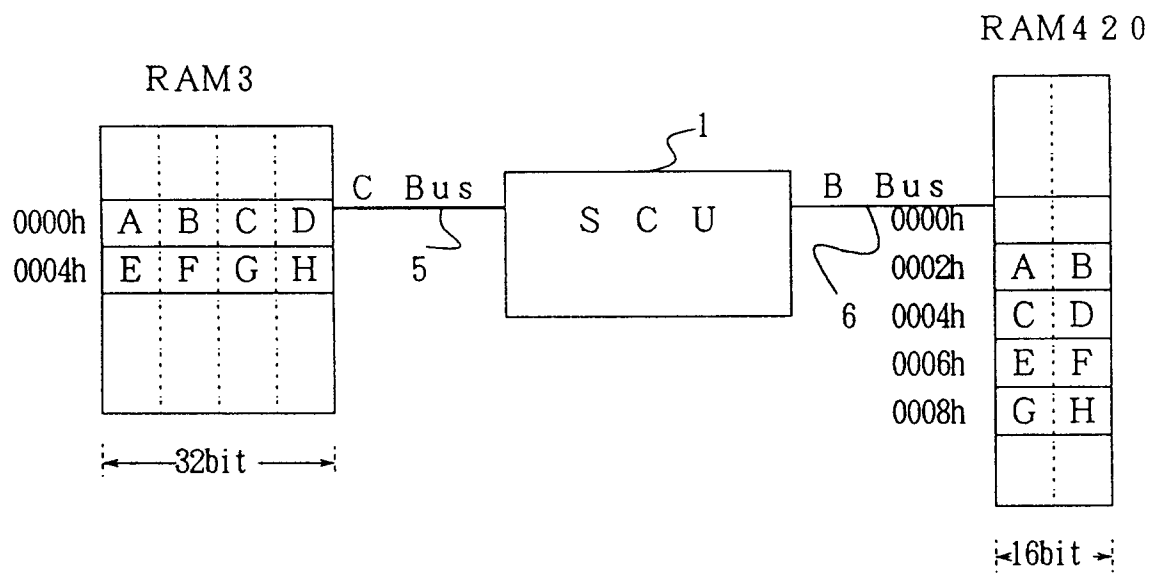 RAM420
RAM3
1
C Bus
B Bus
0000h A B C D
S C U
0000h
0004h E F G H
5
0002h A B
6
0004h C D
0006h E F
0008h G H
32bit
16bit